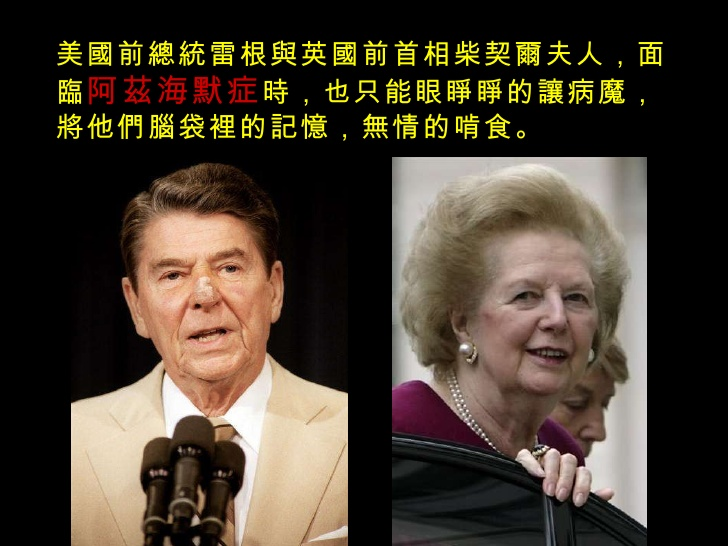 美國前總統雷根與英國前首相柴契爾夫人，面
臨阿茲海默症時，也只能眼睜睜的讓病魔，
將他們腦袋裡的記憶，無情的啃食。